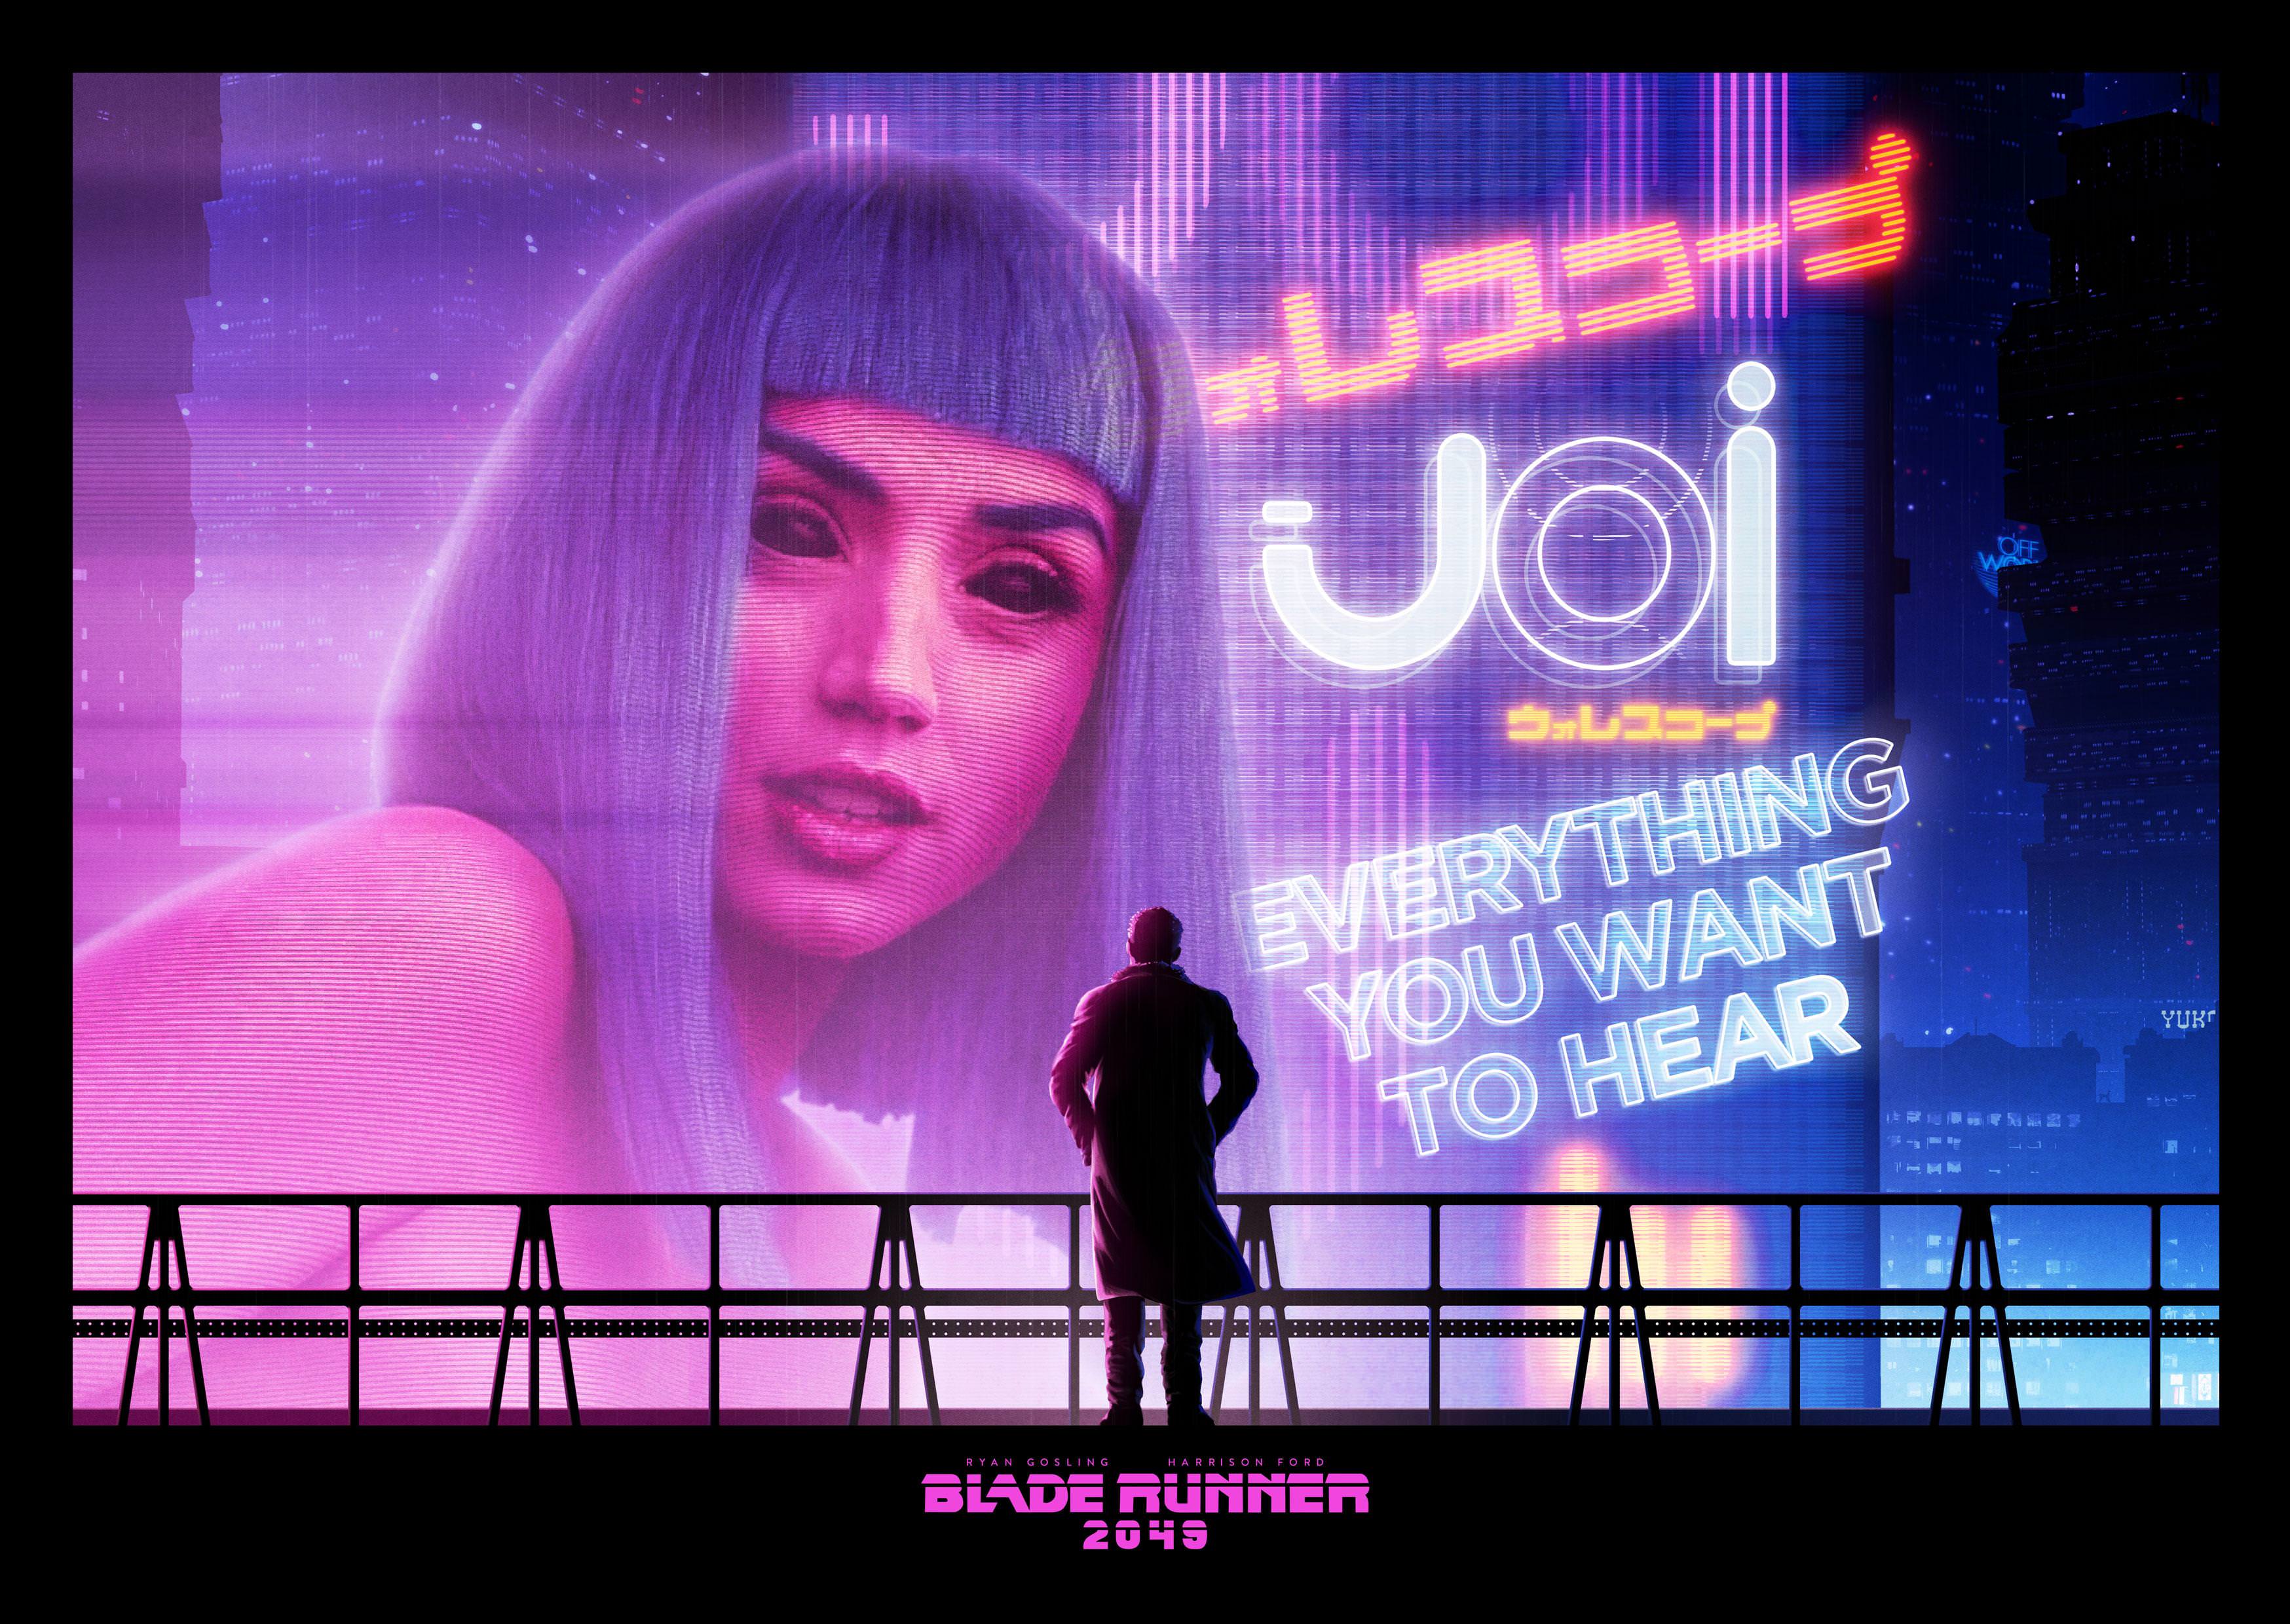 ォレスコープ
JOi
ウォレスコープ
EVERYTHING
YOU WANT
TO HEAR
OFF
YUK
RYAN GOSLING HARRISON FORD
BLADE RUNNER
2049